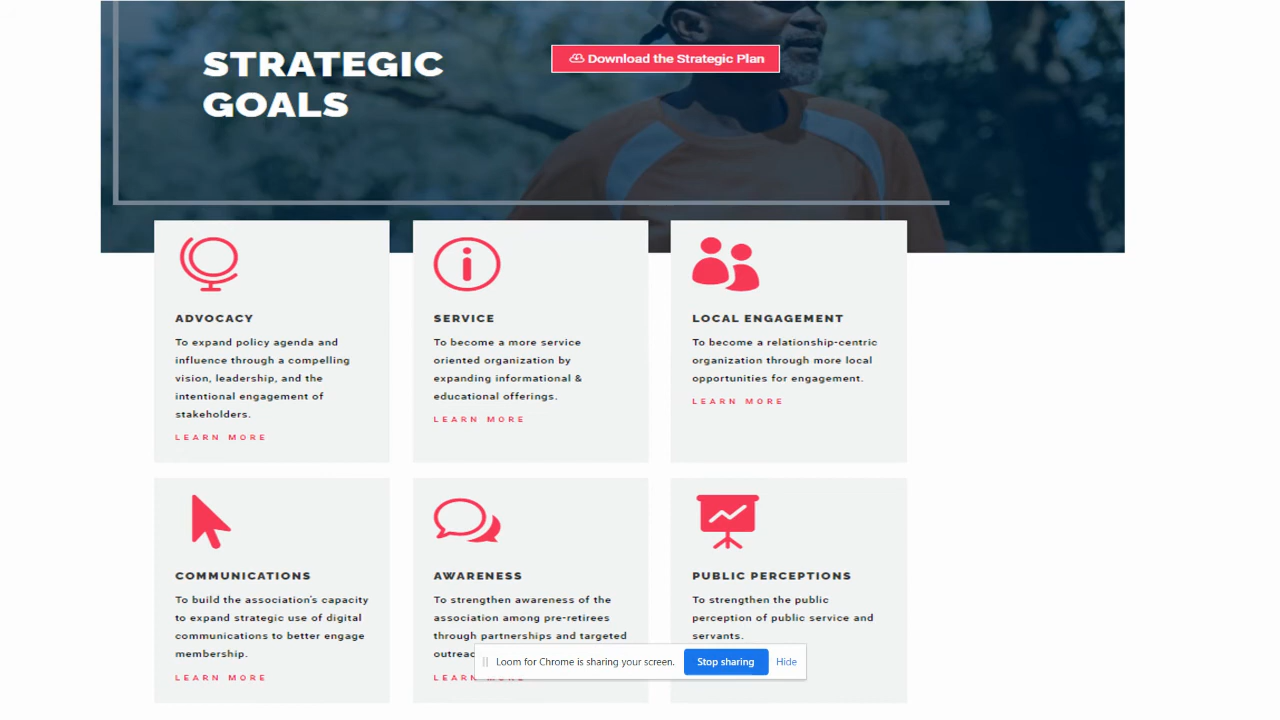 STRATEGIC
GOALS
Download the Strategic Plan
ADVOCACY
To expand policy agenda and
influence through a compelling
vision, leadership, and the
intentional engagement of
stakeholders.
LEARN MORE
SERVICE
To become a more service
oriented organization by
expanding informational &
educational offerings.
LEARN MORE
LOCAL ENGAGEMENT
To become a relationship-centric
organization through more local
opportunities for engagement.
LEARN MORE
COMMUNICATIONS
To build the association's capacity
to expand strategic use of digital
communications to better engage
membership.
LEARN MORE
AWARENESS
To strengthen awareness of the
association among pre-retirees
through partnerships and targeted
LEARN MORE
PUBLIC PERCEPTIONS
To strengthen the public
perception of public service and
servants.
Loom for Chrome is sharing your screen.
Stop sharing
Hide